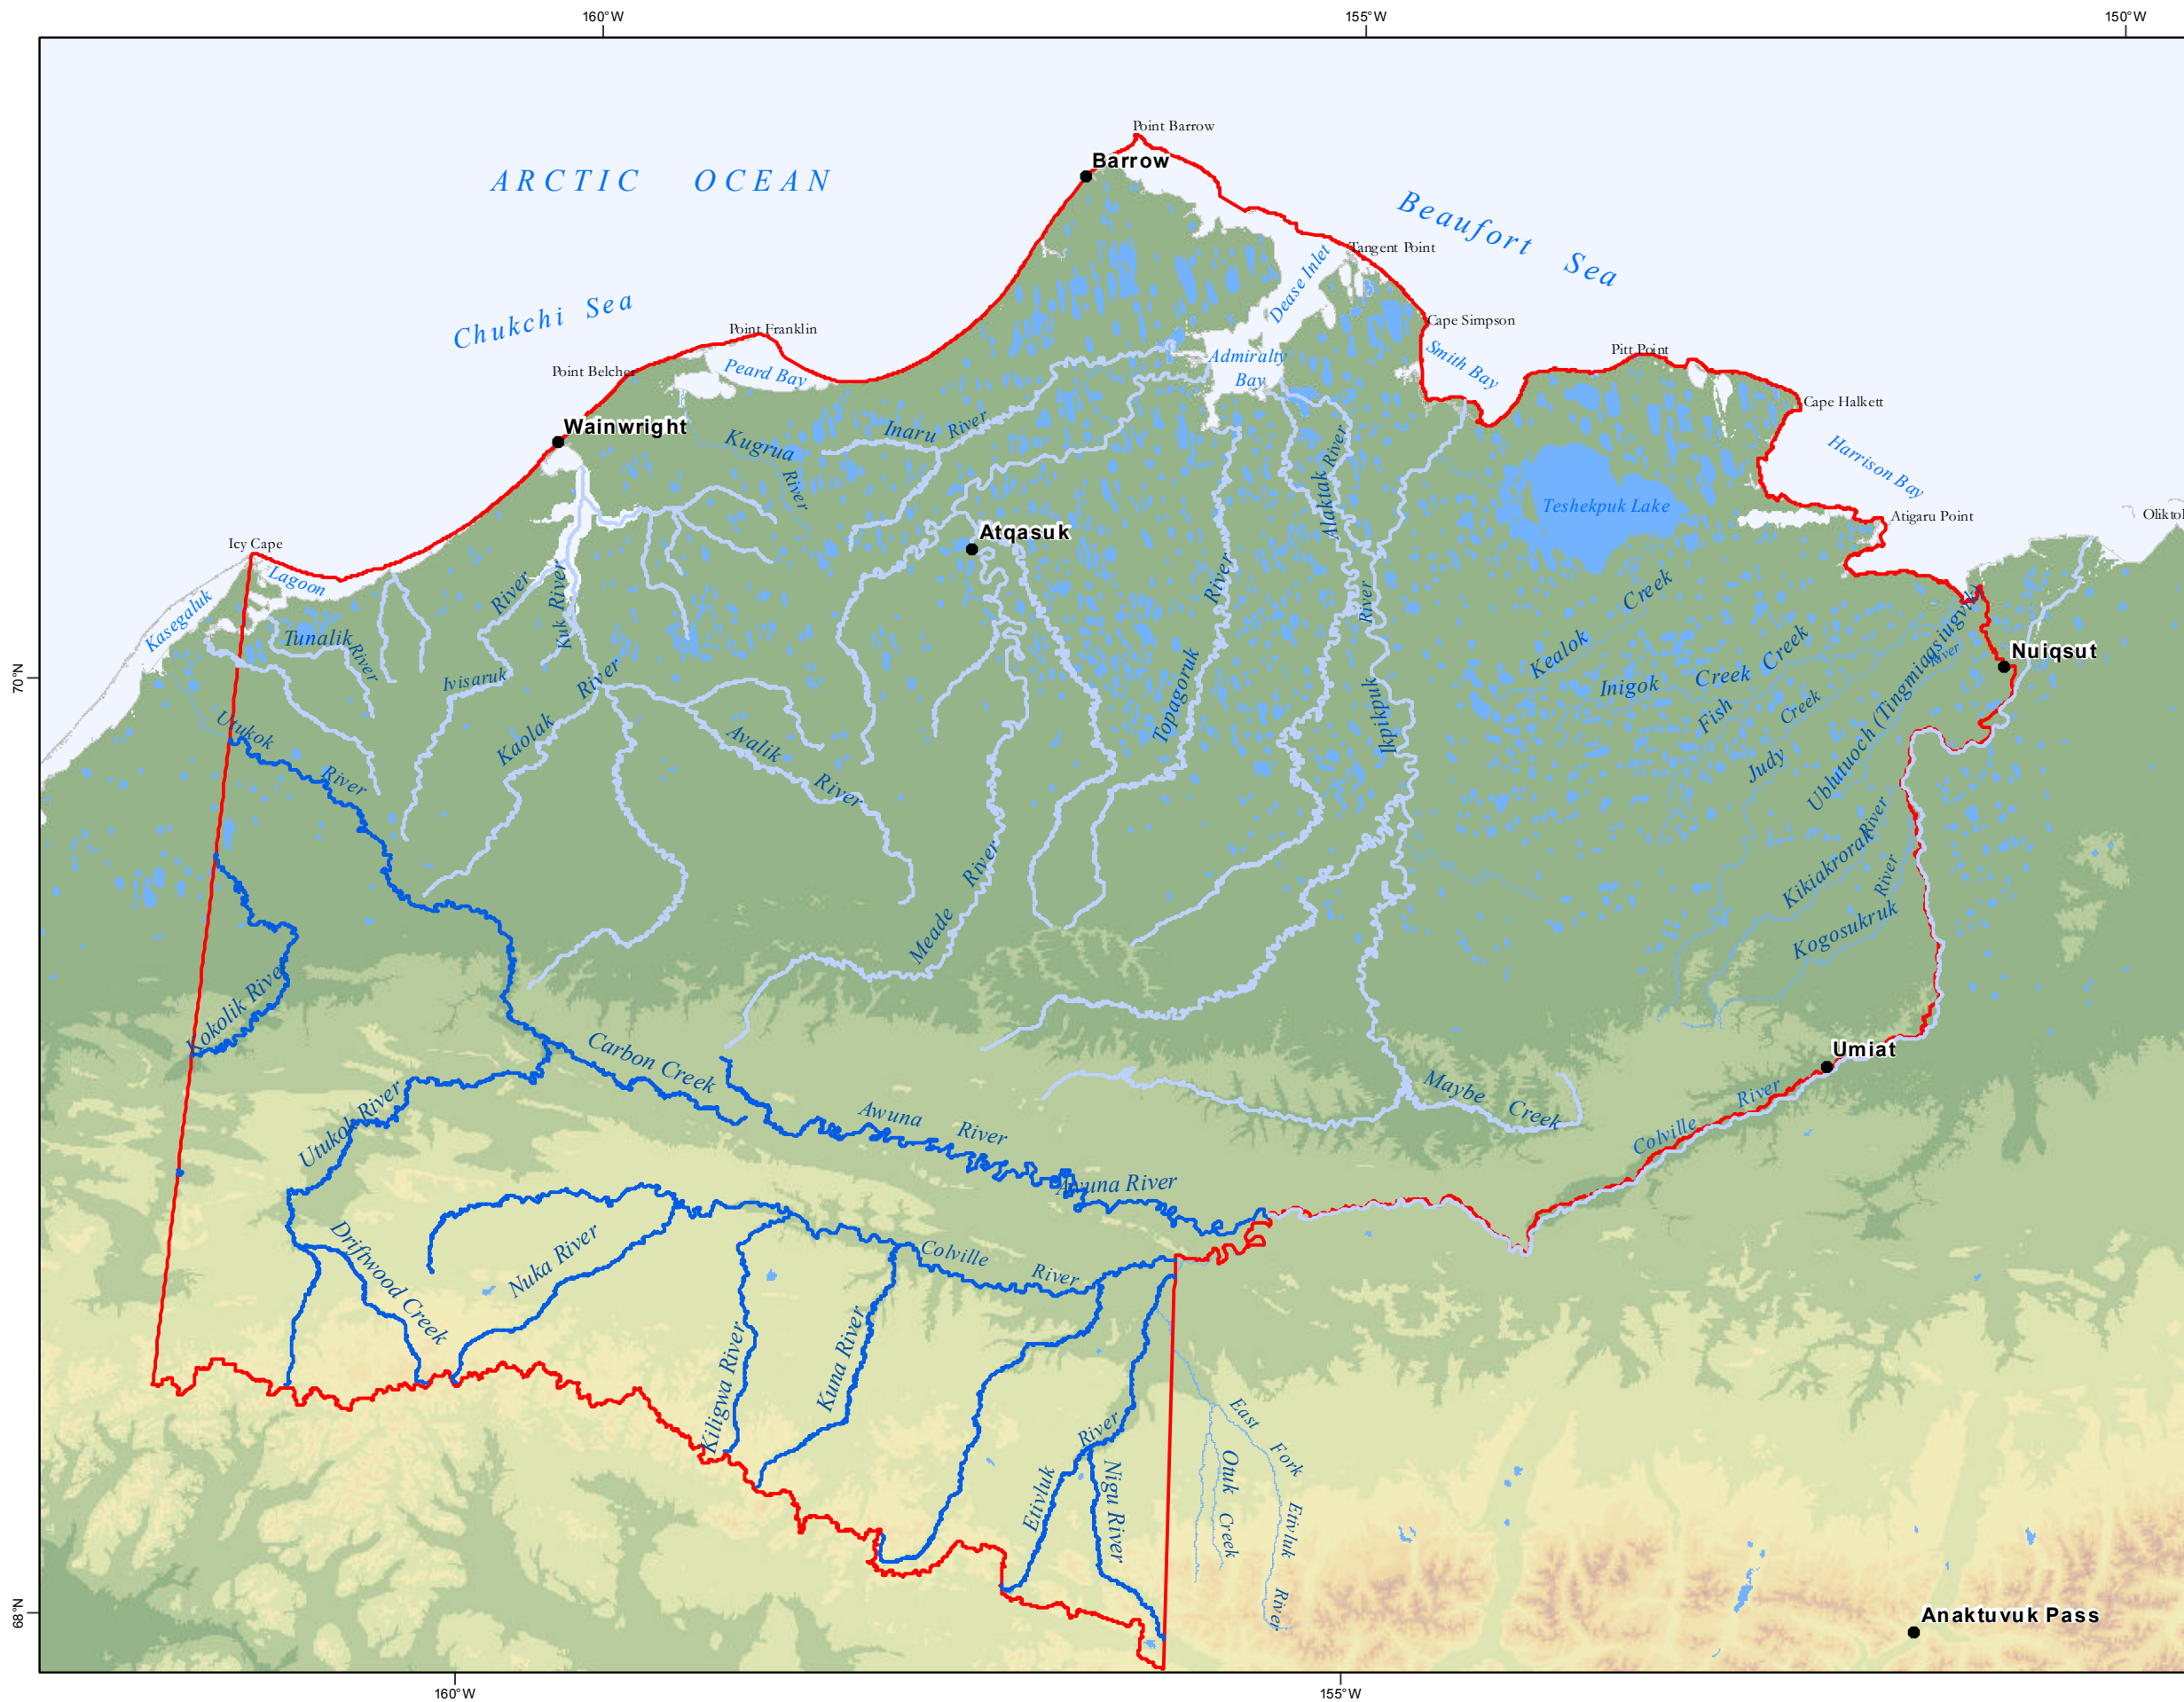 160°W
155°W
150°W
Point Barrow
Barrow
ARCTIC OCEAN
Beaufort Sea
Tangent Point
Dease Inlet
Chukchi Sea
Point Franklin
Cape Simpson
Point Belcher
Peard Bay
Admiralty
Bay
Smith Bay
Pitt Point
Cape Halkett
Wainwright
Kugrua
River
Inaru River
Alaktak River
Harrison Bay
Teshekpuk Lake
Atigaru Point
Atqasuk
Icy Cape
Kasegaluk
Lagoon
River
Kuk River
River
River
Kealok Creek
Tunalik
River
Ivisaruk
River
Kaolak
Topagoruk
Ikpikpuk
Inigok Creek
Fish Creek
Judy Creek
Ublutuoch (Tingmiaqsiugvik)
River
Nuiqsut
70°N
Utukok
River
Avalik
River
Meade River
Kikiakrorak River
Kogosukruk River
Kokolik River
Carbon Creek
Umiat
Maybe
Creek
Utukok River
Awuna
River
Colville River
Awuna River
Driftwood Creek
Nuka River
Colville
River
Kiligwa River
Kuna River
Etivluk River
Nigu River
East
Fork
Etivluk
River
Otuk
Creek
68°N
Anaktuvuk Pass
160°W
155°W